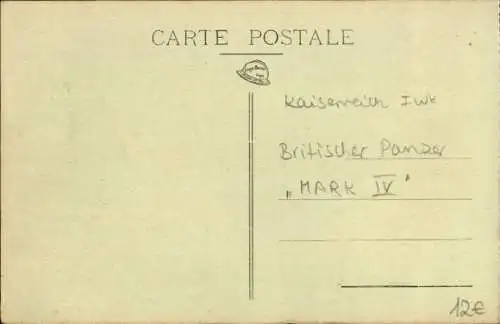 CARTE POSTALE
Kaiserreich I WK
Britischer Panzer
„MARK IV"
12€